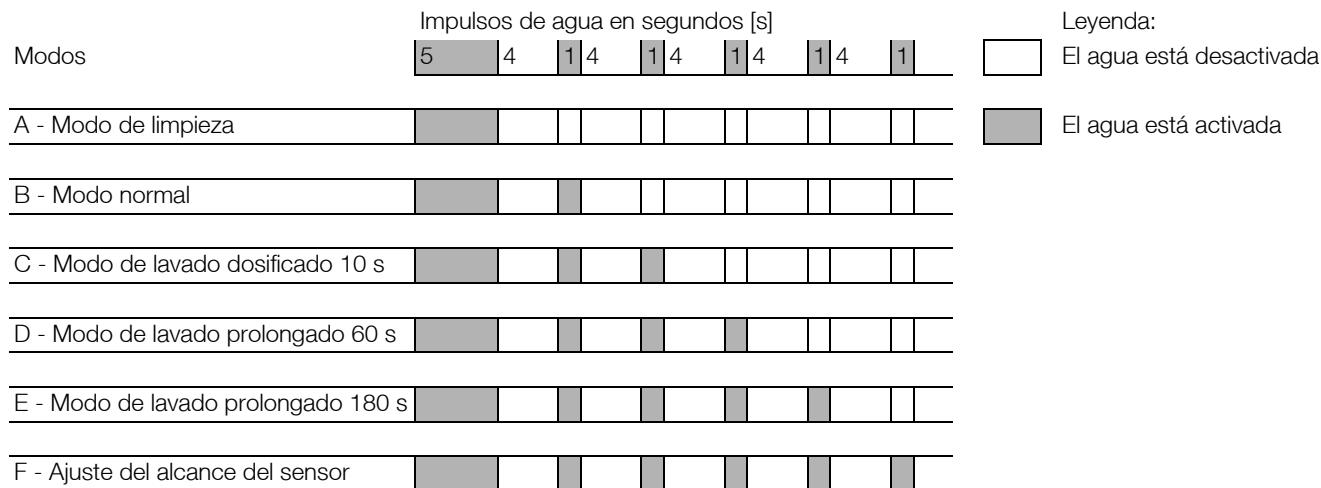 Impulsos de agua en segundos [s]
Leyenda:
Modos
5 4 1 4 1 4 1 4 1 4 1
El agua está desactivada
A - Modo de limpieza
El agua está activada
B - Modo normal
C - Modo de lavado dosificado 10 s
D - Modo de lavado prolongado 60 s
E - Modo de lavado prolongado 180 s
F - Ajuste del alcance del sensor